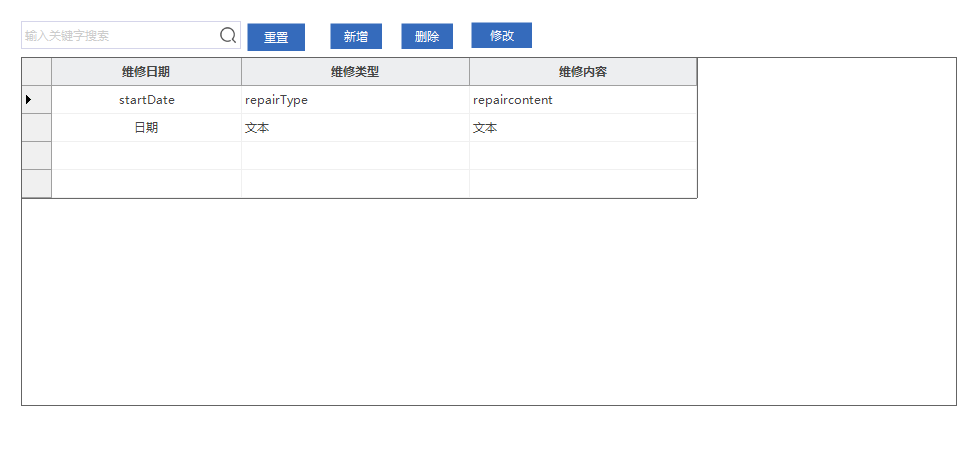 输入关键字搜索 重置 新增 删除 修改
维修日期 维修类型 维修内容
startDate repairType repaircontent
日期 文本 文本